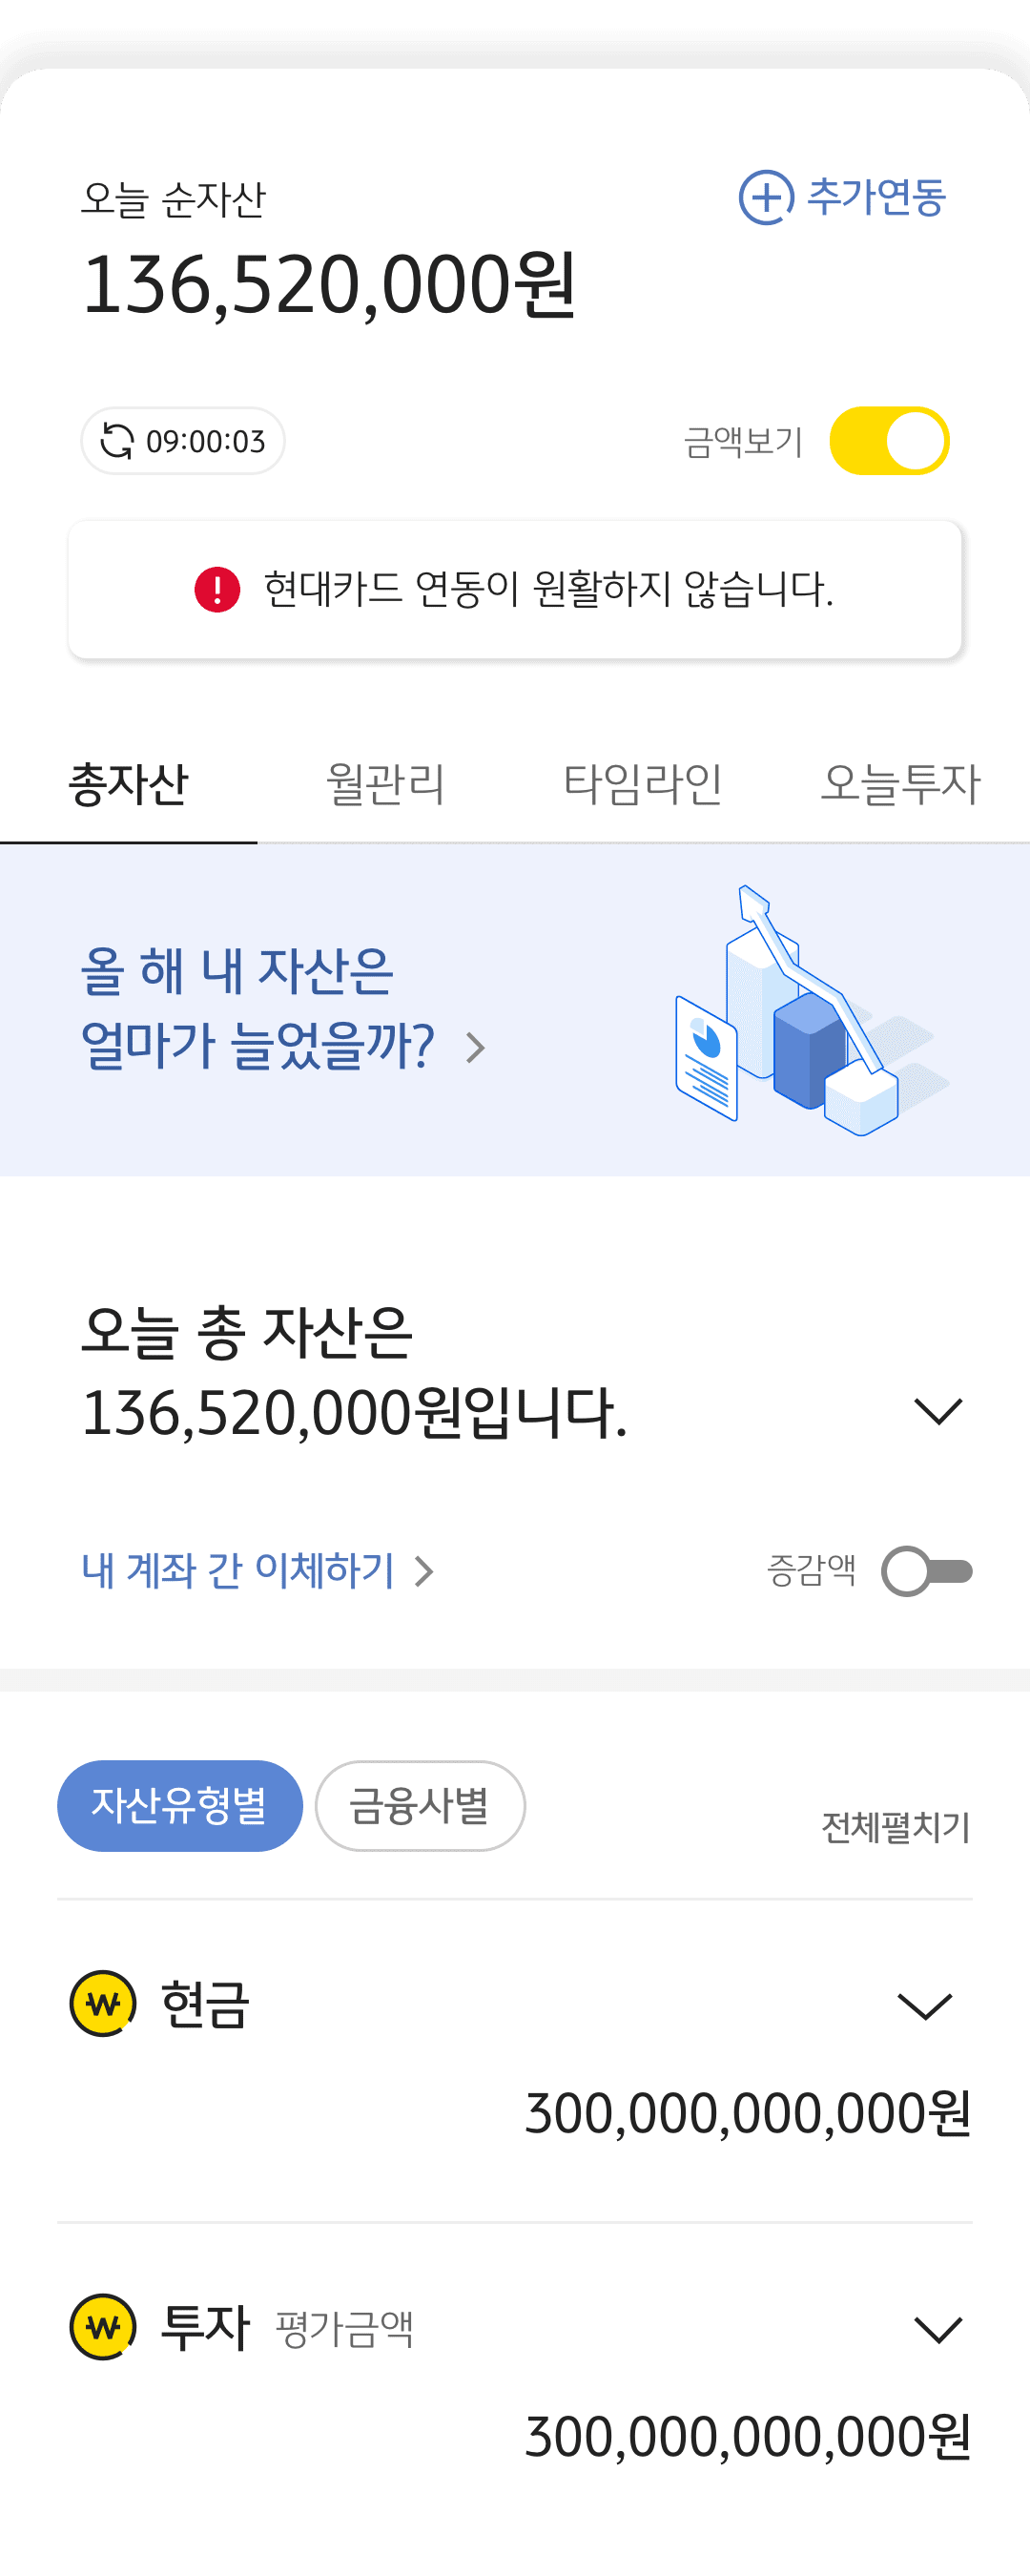 오늘 순자산
추가연동
136,520,000원
09:00:03
금액보기
현대카드 연동이 원활하지 않습니다.
총자산 월관리 타임라인 오늘투자
올 해 내 자산은
얼마가 늘었을까?
오늘 총 자산은
136,520,000원입니다.
내 계좌 간 이체하기
증감액
자산유형별 금융사별
전체펼치기
현금
300,000,000,000원
투자 평가금액
300,000,000,000원